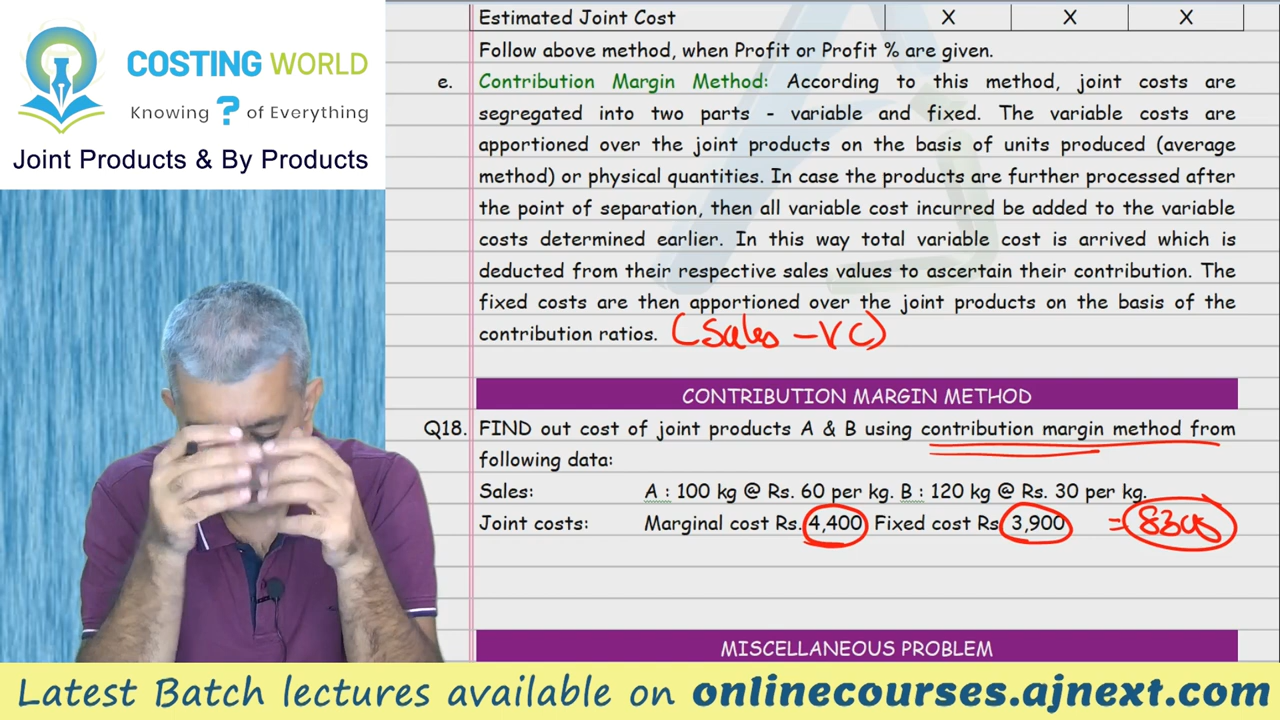 COSTING WORLD
Knowing ? of Everything
Joint Products & By Products
Estimated Joint Cost X X X
Follow above method, when Profit or Profit % are given.
e. Contribution Margin Method: According to this method, joint costs are
segregated into two parts - variable and fixed. The variable costs are
apportioned over the joint products on the basis of units produced (average
method) or physical quantities. In case the products are further processed after
the point of separation, then all variable cost incurred be added to the variable
costs determined earlier. In this way total variable cost is arrived which is
deducted from their respective sales values to ascertain their contribution. The
fixed costs are then apportioned over the joint products on the basis of the
contribution ratios. (Sales - VC)
CONTRIBUTION MARGIN METHOD
Q18. FIND out cost of joint products A & B using contribution margin method from
following data:
Sales: A : 100 kg @ Rs. 60 per kg. B : 120 kg @ Rs. 30 per kg.
Joint costs: Marginal cost Rs. 4,400 Fixed cost Rs 3,900 =
MISCELLANEOUS PROBLEM
Latest Batch lectures available on onlinecourses.ajnext.com